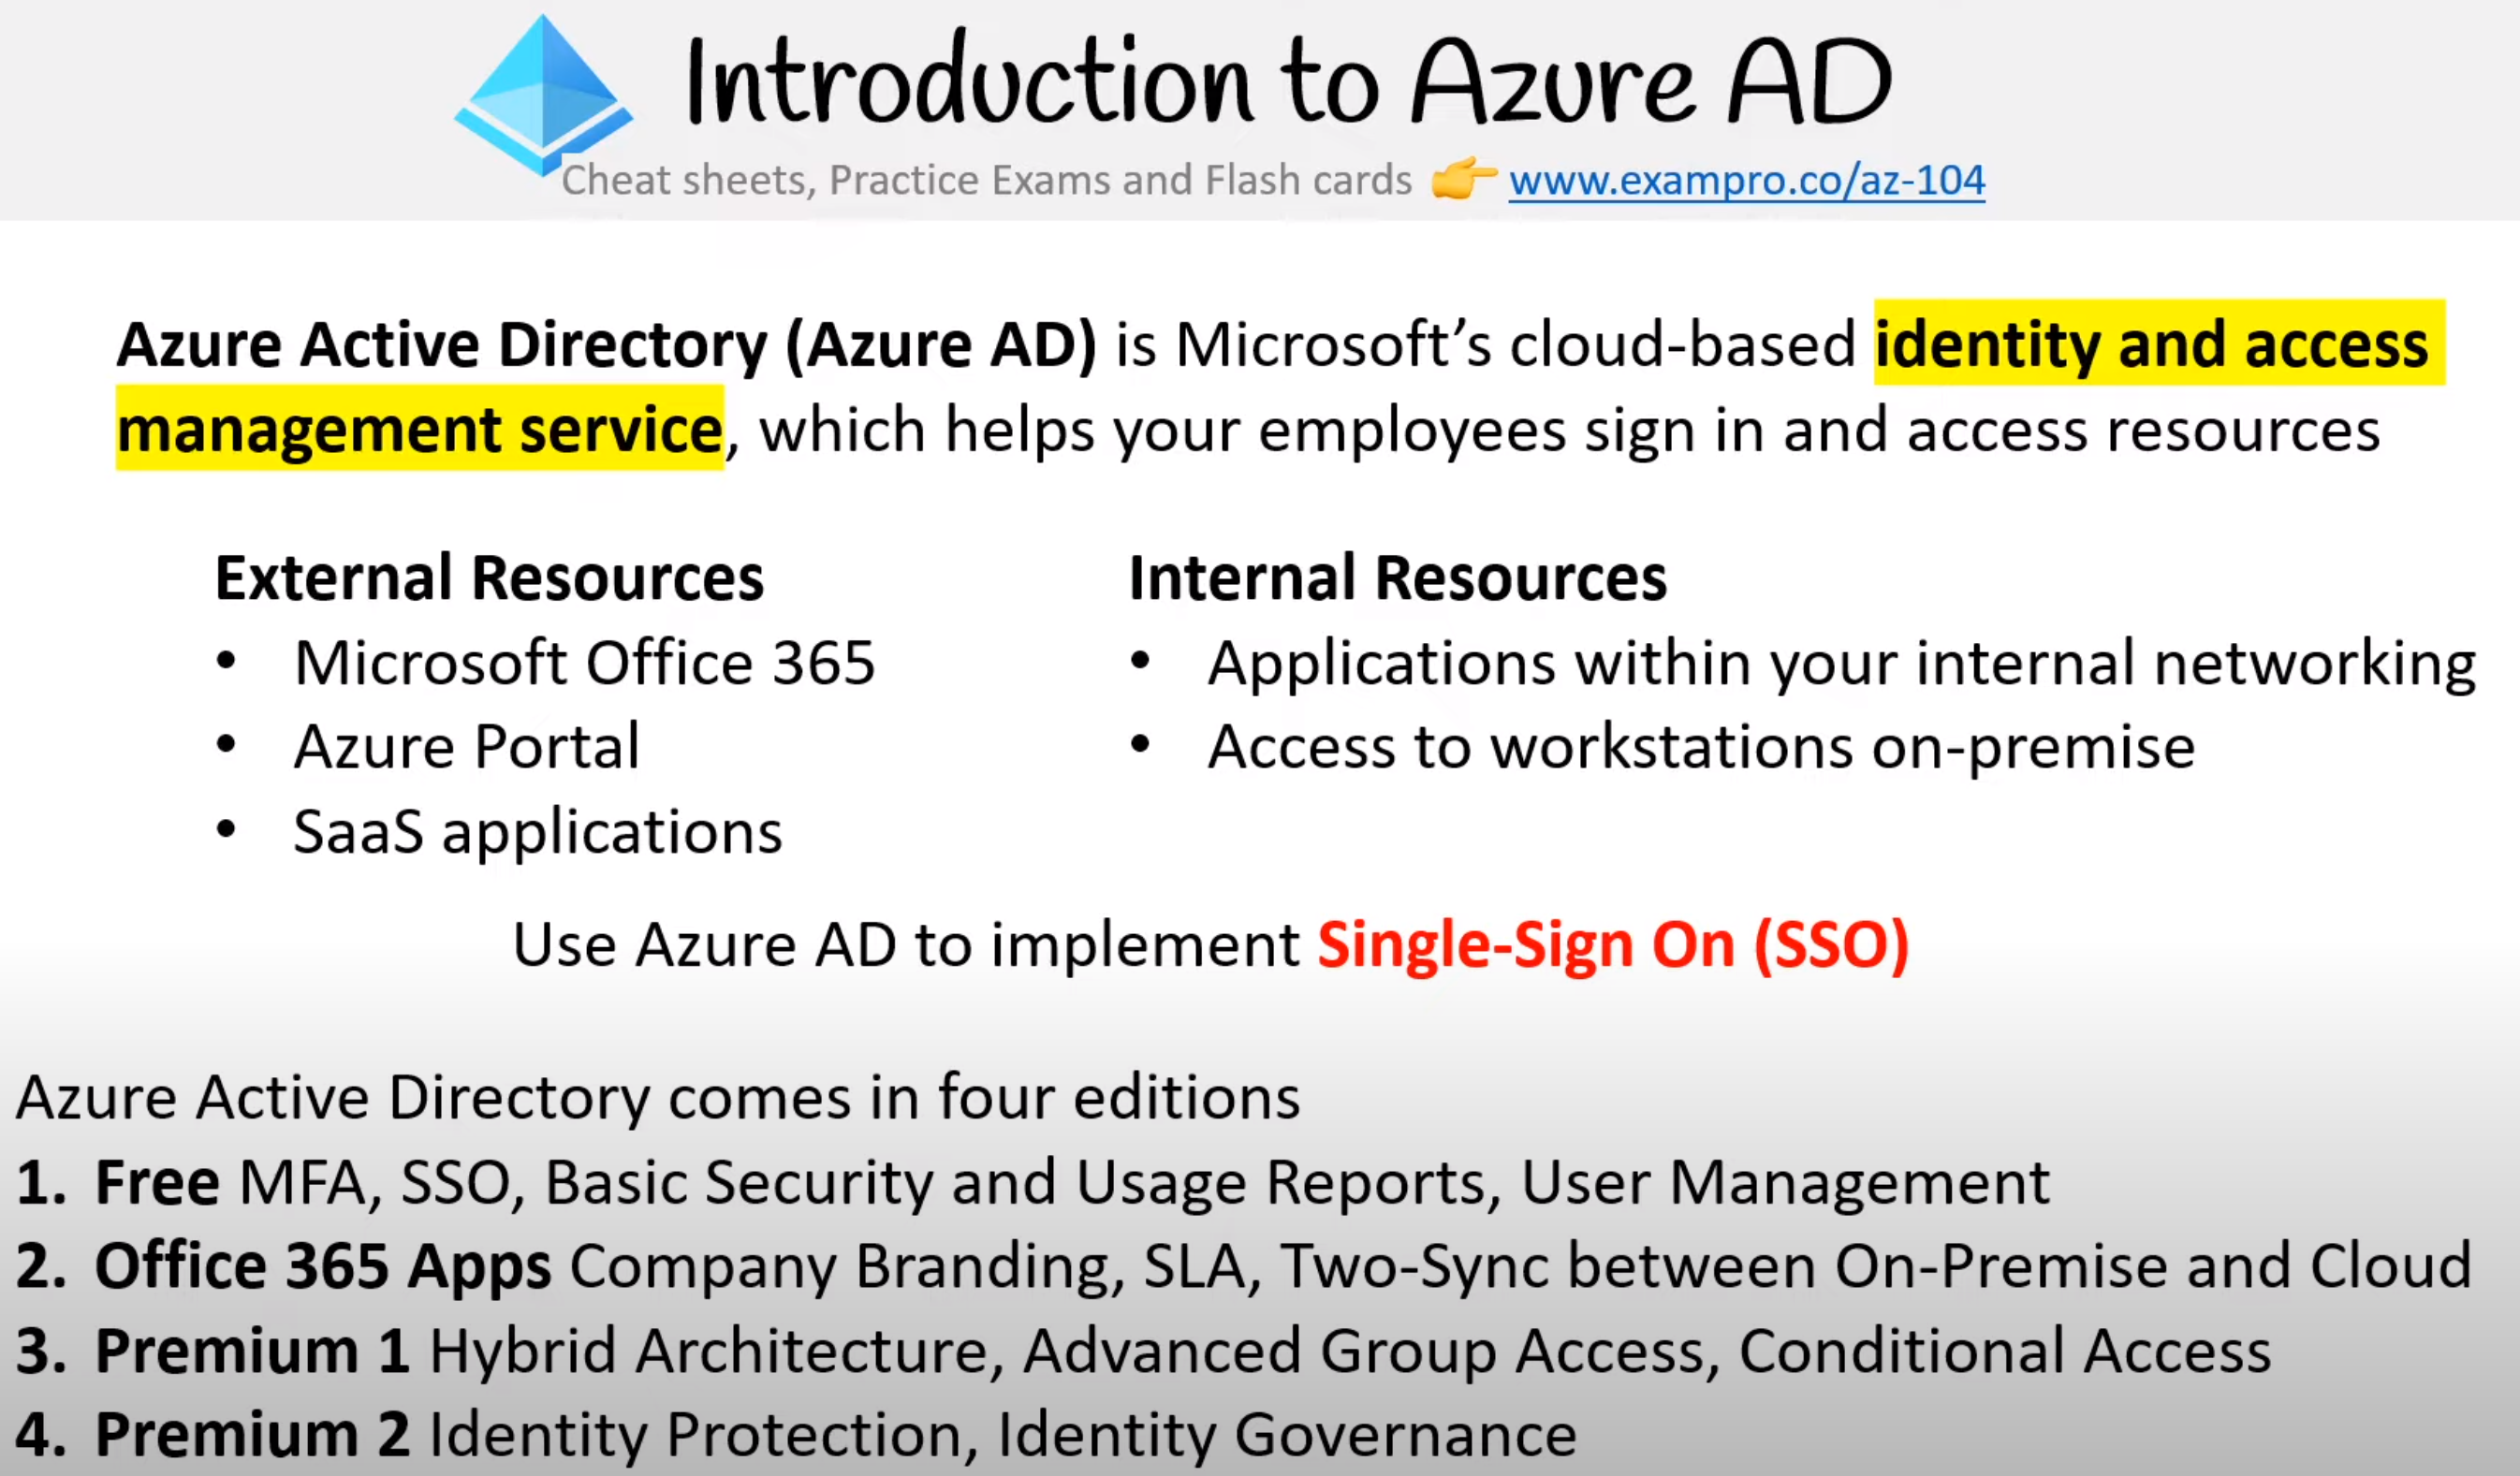 Introduction to Azure AD
Cheat sheets, Practice Exams and Flash cards 👉 www.exampro.co/az-104
Azure Active Directory (Azure AD) is Microsoft’s cloud-based identity and access
management service, which helps your employees sign in and access resources
External Resources
• Microsoft Office 365
• Azure Portal
• SaaS applications
Internal Resources
• Applications within your internal networking
• Access to workstations on-premise
Use Azure AD to implement Single-Sign On (SSO)
Azure Active Directory comes in four editions
1. Free MFA, SSO, Basic Security and Usage Reports, User Management
2. Office 365 Apps Company Branding, SLA, Two-Sync between On-Premise and Cloud
3. Premium 1 Hybrid Architecture, Advanced Group Access, Conditional Access
4. Premium 2 Identity Protection, Identity Governance